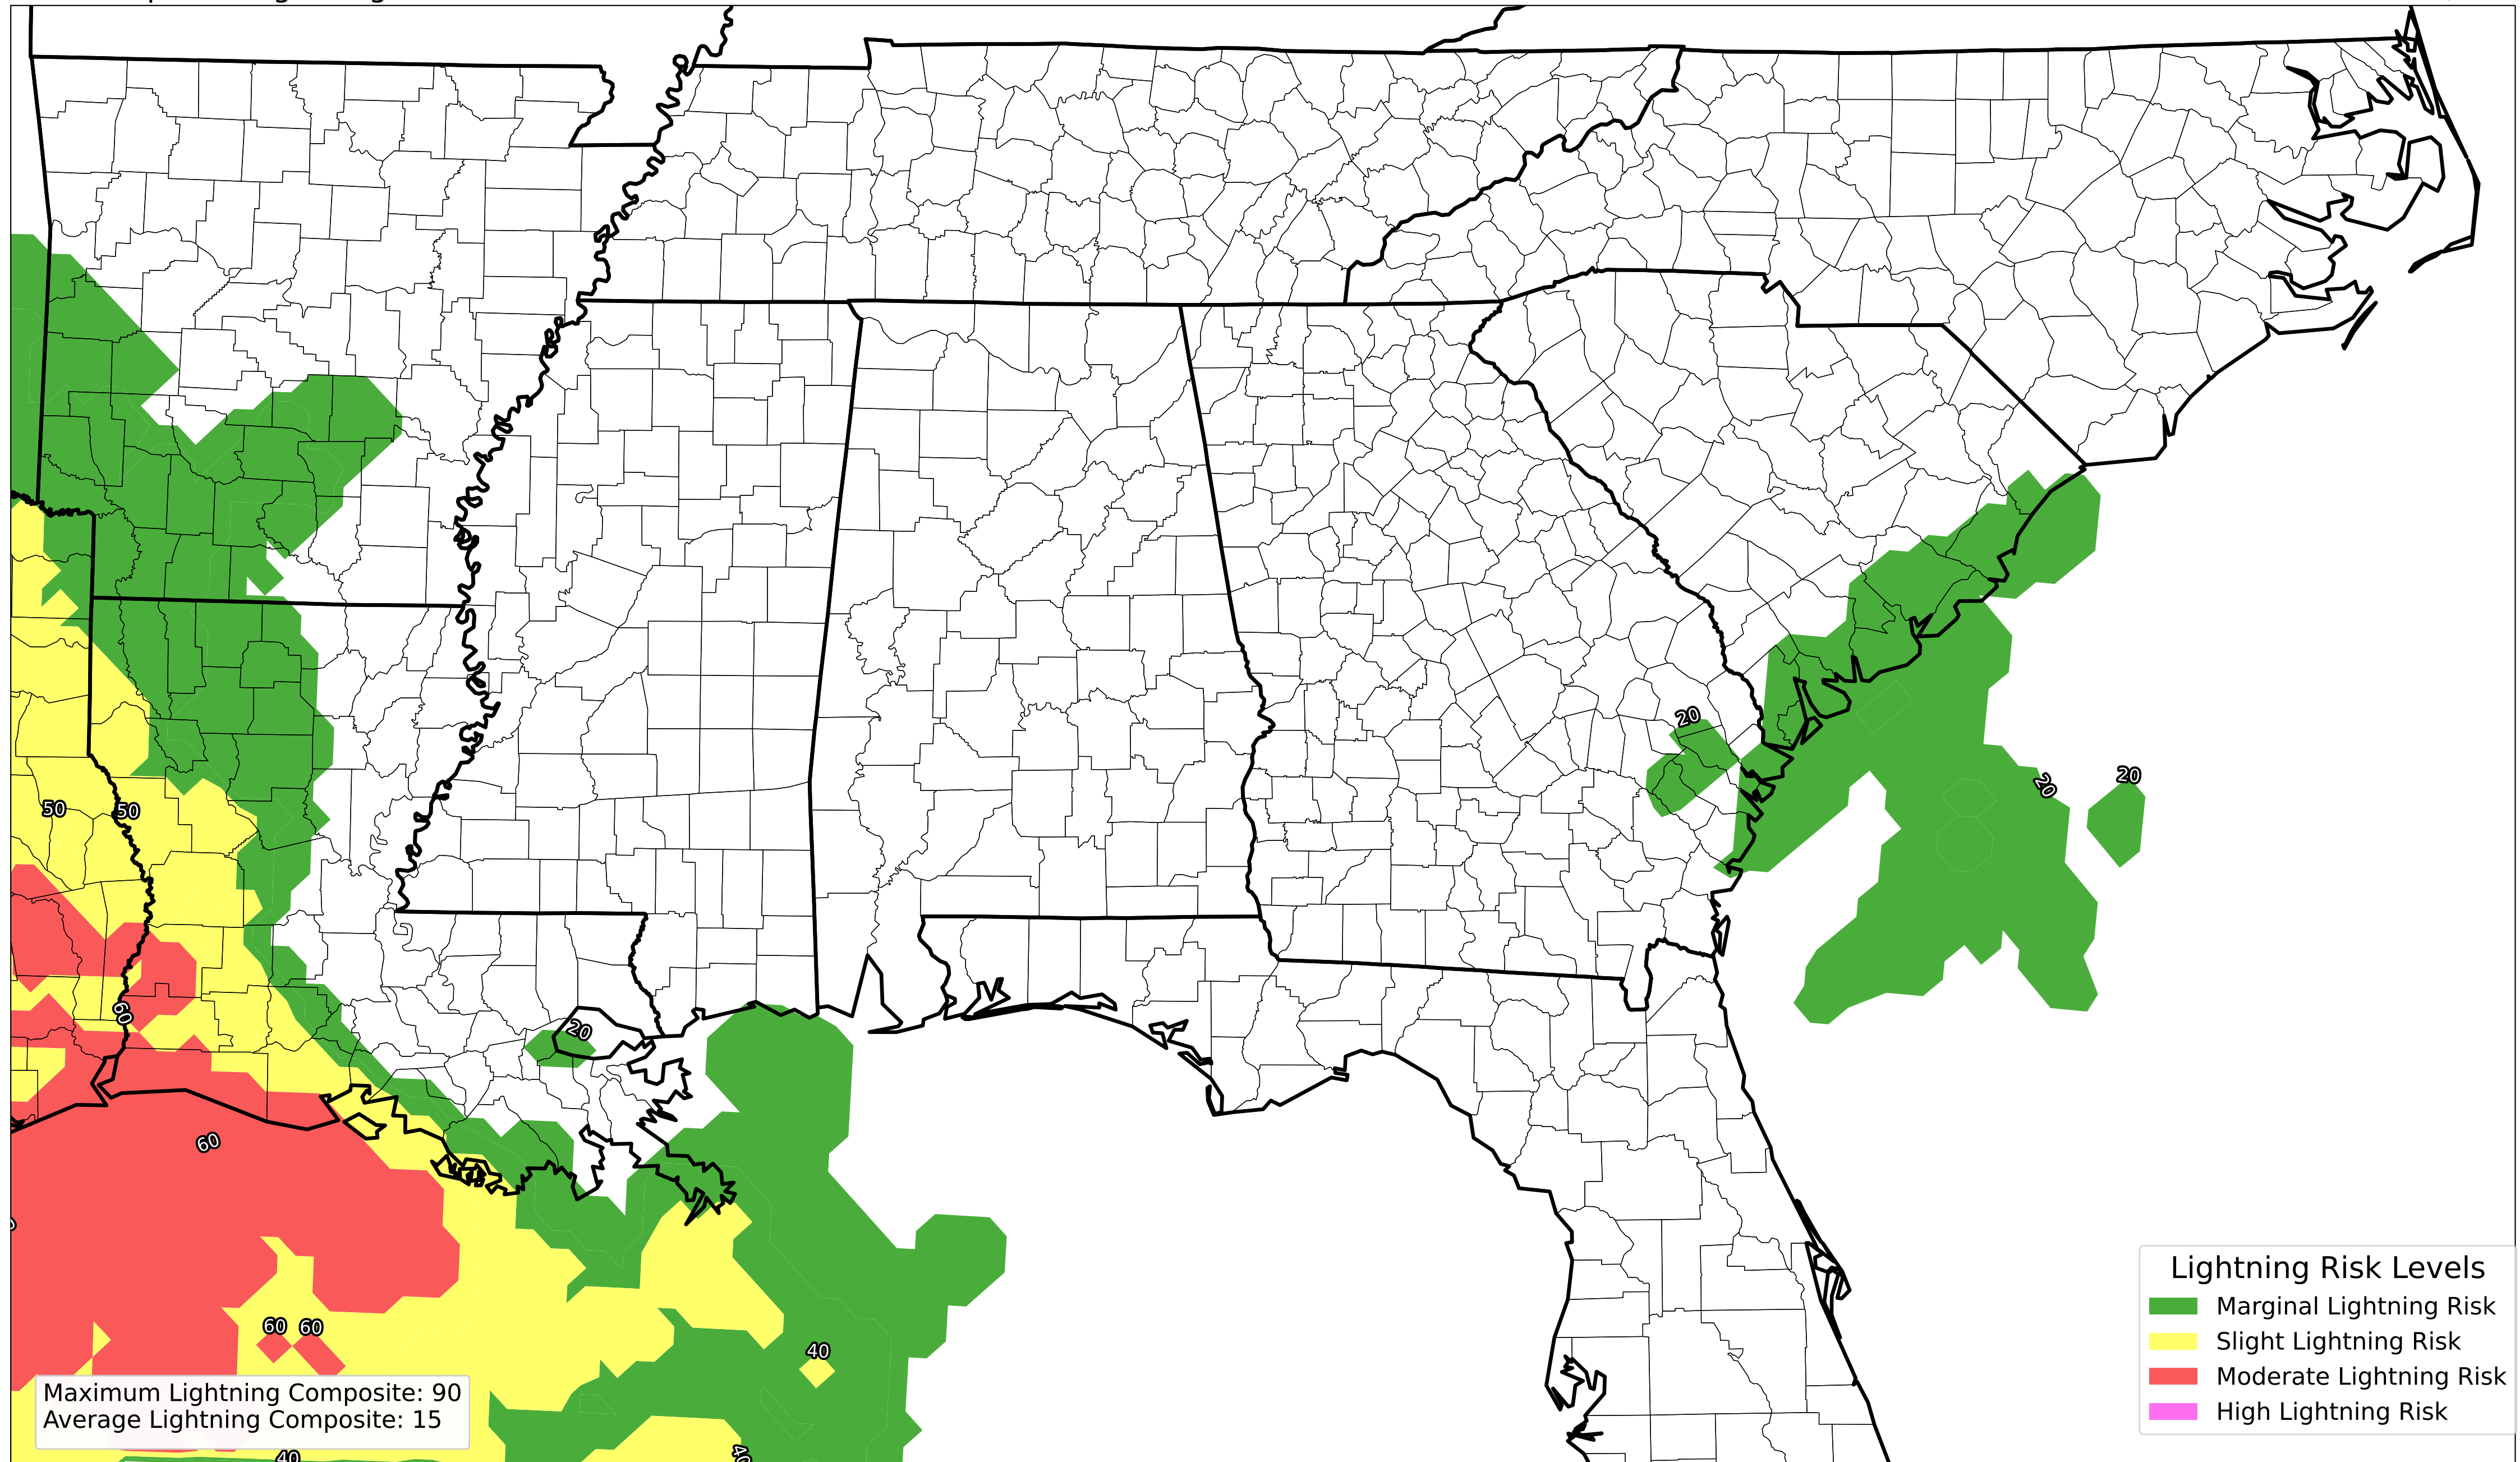 20
20
20
50
50
60
20
60
60
60
40
40
40
Lightning Risk Levels
Marginal Lightning Risk
Slight Lightning Risk
Moderate Lightning Risk
High Lightning Risk
Maximum Lightning Composite: 90
Average Lightning Composite: 15